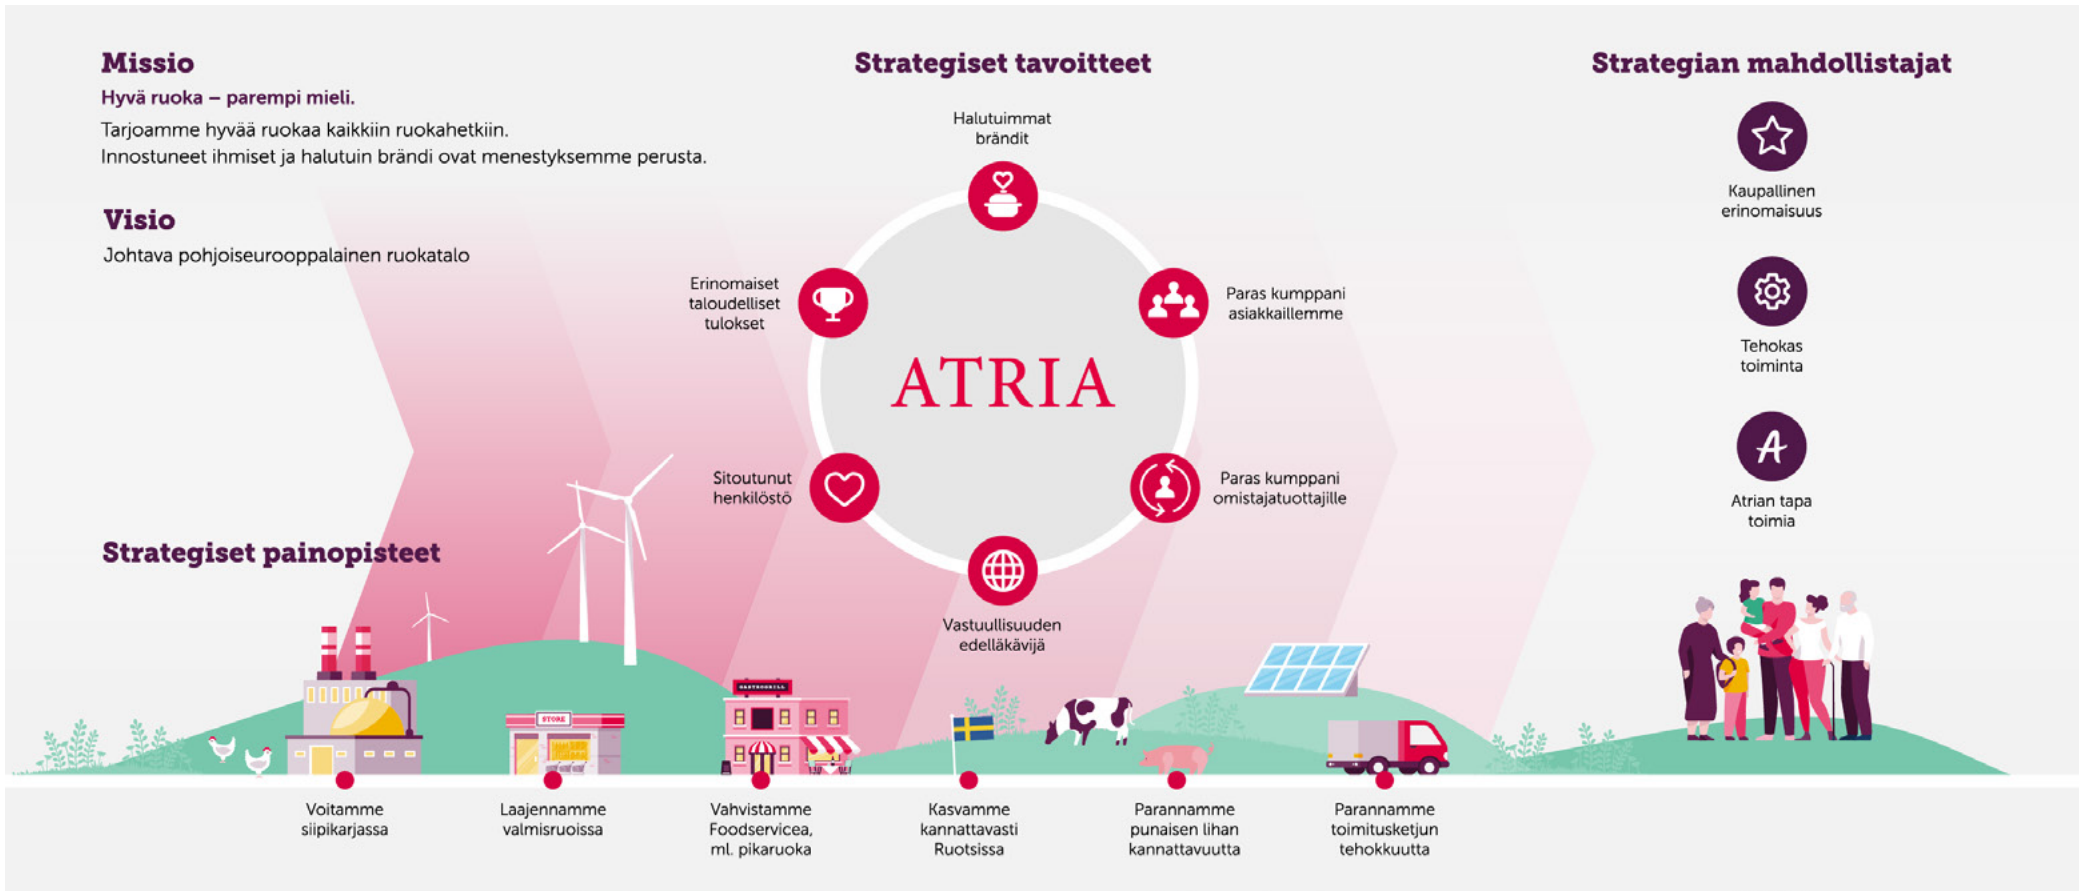 Missio
Hyvä ruoka – parempi mieli.
Tarjoamme hyvää ruokaa kaikkiin ruokahetkiin.
Innostuneet ihmiset ja halutuin brändi ovat menestyksemme perusta.
Visio
Johtava pohjoiseurooppalainen ruokatalo
Strategiset tavoitteet
Halutuimmat
brändit
Paras kumppani
asiakkaillemme
Paras kumppani
omistajatuottajille
Vastuullisuuden
edelläkävijä
Sitoutunut
henkilöstö
Erinomaiset
taloudelliset
tulokset
ATRIA
Strategian mahdollistajat
Kaupallinen
erinomaisuus
Tehokas
toiminta
A
Atrian tapa
toimia
Strategiset painopisteet
STORE
GASTROGRILL
Voitamme
siipikarjassa
Laajennamme
valmisruoissa
Vahvistamme
Foodservicea,
ml. pikaruoka
Kasvamme
kannattavasti
Ruotsissa
Parannamme
punaisen lihan
kannattavuutta
Parannamme
toimitusketjun
tehokkuutta